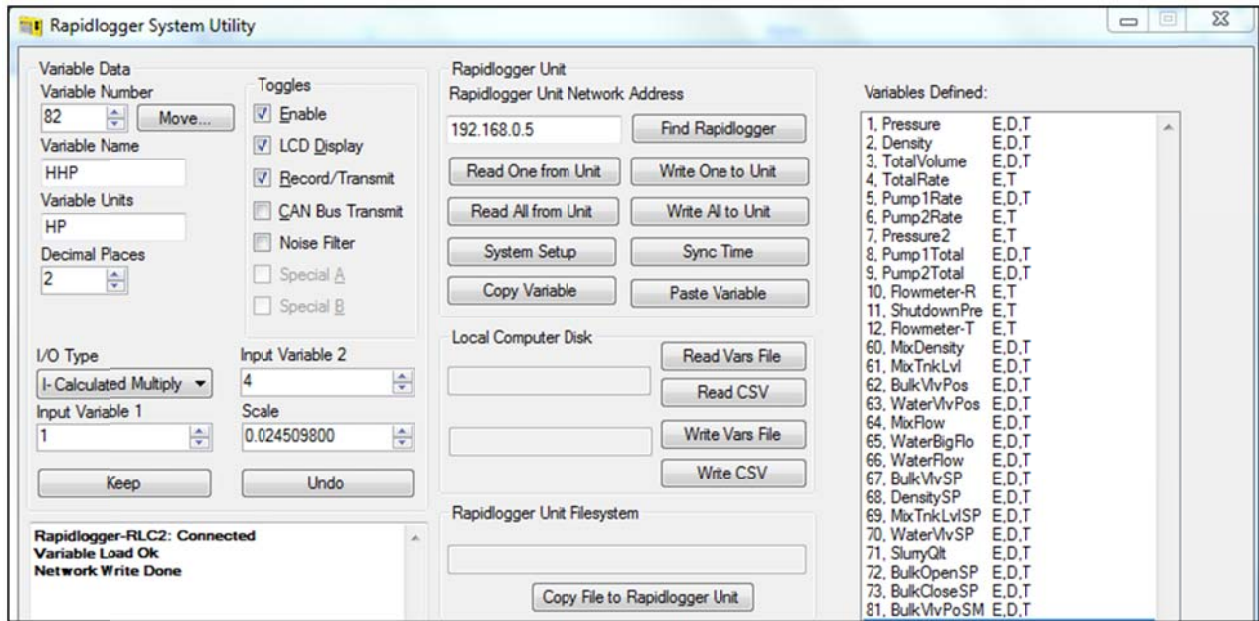 Rapidlogger System Utility
Variable Data
Variable Number
82
Move...
Variable Name
HHP
Variable Units
HP
Decimal Places
2
Toggles
Enable
LCD Display
Record/Transmit
CAN Bus Transmit
Noise Filter
Special A
Special B
I/O Type
I- Calculated Multiply
Input Variable 2
4
Input Variable 1
1
Scale
0.024509800
Keep
Undo
Rapidlogger-RLC2: Connected
Variable Load Ok
Network Write Done
Rapidlogger Unit
Rapidlogger Unit Network Address
192.168.0.5
Find Rapidlogger
Read One from Unit
Write One to Unit
Read All from Unit
Write All to Unit
System Setup
Sync Time
Copy Variable
Paste Variable
Local Computer Disk
Read Vars File
Read CSV
Write Vars File
Write CSV
Rapidlogger Unit Filesystem
Copy File to Rapidlogger Unit
Variables Defined:
1, Pressure E,D,T
2, Density E,D,T
3, TotalVolume E,D,T
4, TotalRate E,T
5, Pump1Rate E,D,T
6, Pump2Rate E,T
7, Pressure2 E,T
8, Pump1Total E,D,T
9, Pump2Total E,D,T
10, Flowmeter-R E,T
11, ShutdownPre E,T
12, Flowmeter-T E,T
60, MixDensity E,D,T
61, MixTnkLvl E,D,T
62, BulkVlvPos E,D,T
63, WaterVlvPos E,D,T
64, MixFlow E,D,T
65, WaterBigFlo E,D,T
66, WaterFlow E,D,T
67, BulkVlvSP E,D,T
68, DensitySP E,D,T
69, MixTnkLvlSP E,D,T
70, WaterVlvSP E,D,T
71, SlurryQlt E,D,T
72, BulkOpenSP E,D,T
73, BulkCloseSP E,D,T
81, BulkVlvPoSM E,D,T